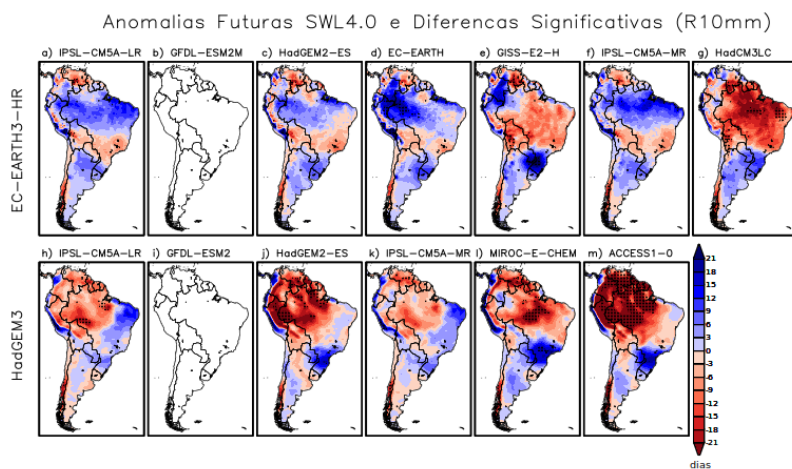 Anomalias Futuras SWL4.0 e Diferencas Significativas (R10mm)
a) IPSL-CM5A-LR
b) GFDL-ESM2M
c) HadGEM2-ES
d) EC-EARTH
e) GISS-E2-H
f) IPSL-CM5A-MR
g) HadCM3LC
EC-EARTH3-HR
h) IPSL-CM5A-LR
i) GFDL-ESM2
j) HadGEM2-ES
k) IPSL-CM5A-MR
l) MIROC-E-CHEM
m) ACCESS1-0
HadGEM3
21
18
15
12
9
6
3
0
-3
-6
-9
-12
-15
-18
-21
dias